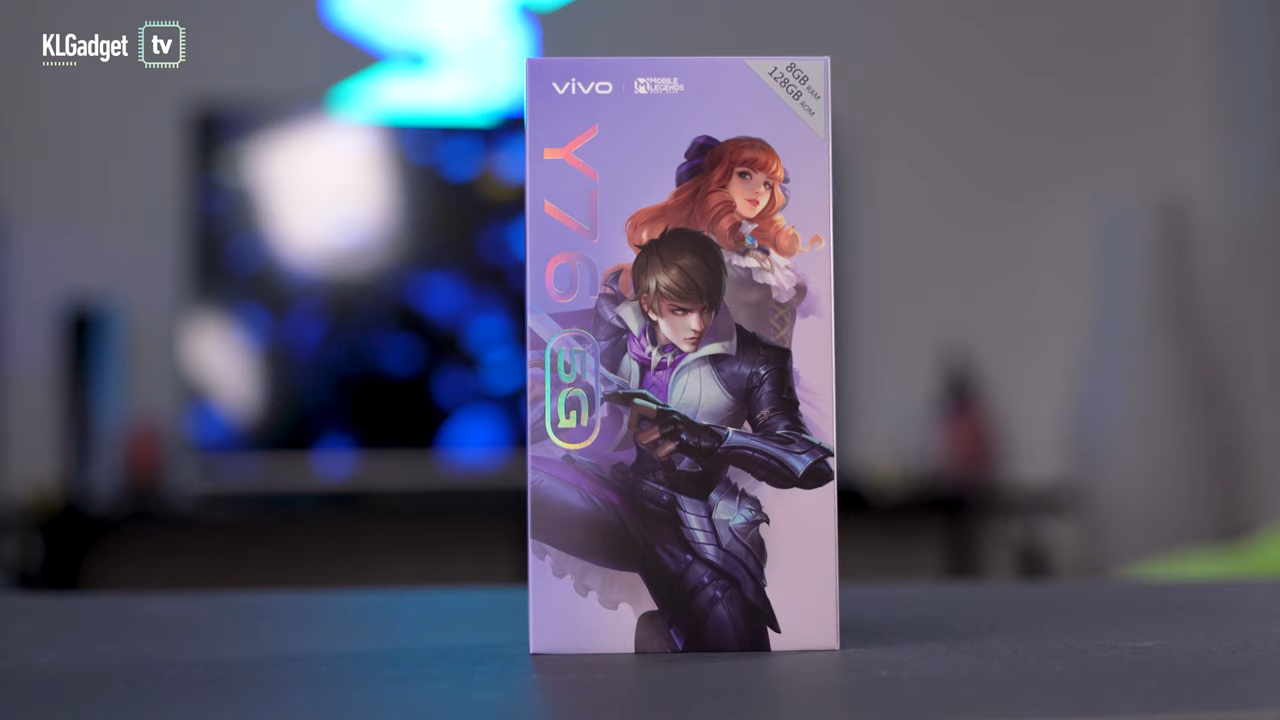 KLGadget tv
vivo
MOBILE
LEGENDS
8GB RAM
128GB ROM
Y76 5G